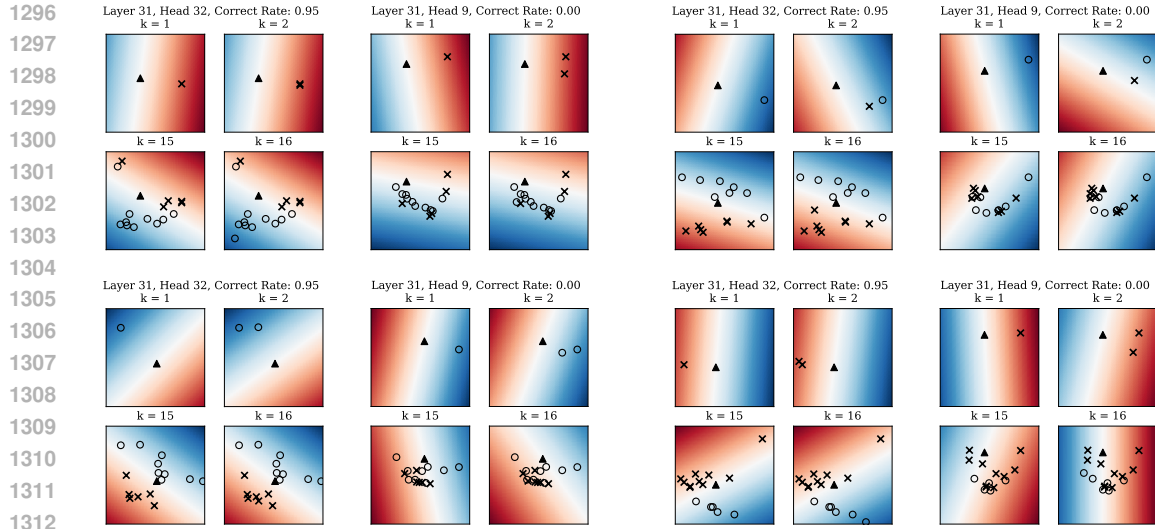 1296
1297
1298
1299
1300
1301
1302
1303
1304
1305
1306
1307
1308
1309
1310
1311
1312
Layer 31, Head 32, Correct Rate: 0.95
k = 1
k = 2
k = 15
k = 16
Layer 31, Head 9, Correct Rate: 0.00
k = 1
k = 2
k = 15
k = 16
Layer 31, Head 32, Correct Rate: 0.95
k = 1
k = 2
k = 15
k = 16
Layer 31, Head 9, Correct Rate: 0.00
k = 1
k = 2
k = 15
k = 16
Layer 31, Head 32, Correct Rate: 0.95
k = 1
k = 2
k = 15
k = 16
Layer 31, Head 9, Correct Rate: 0.00
k = 1
k = 2
k = 15
k = 16
Layer 31, Head 32, Correct Rate: 0.95
k = 1
k = 2
k = 15
k = 16
Layer 31, Head 9, Correct Rate: 0.00
k = 1
k = 2
k = 15
k = 16